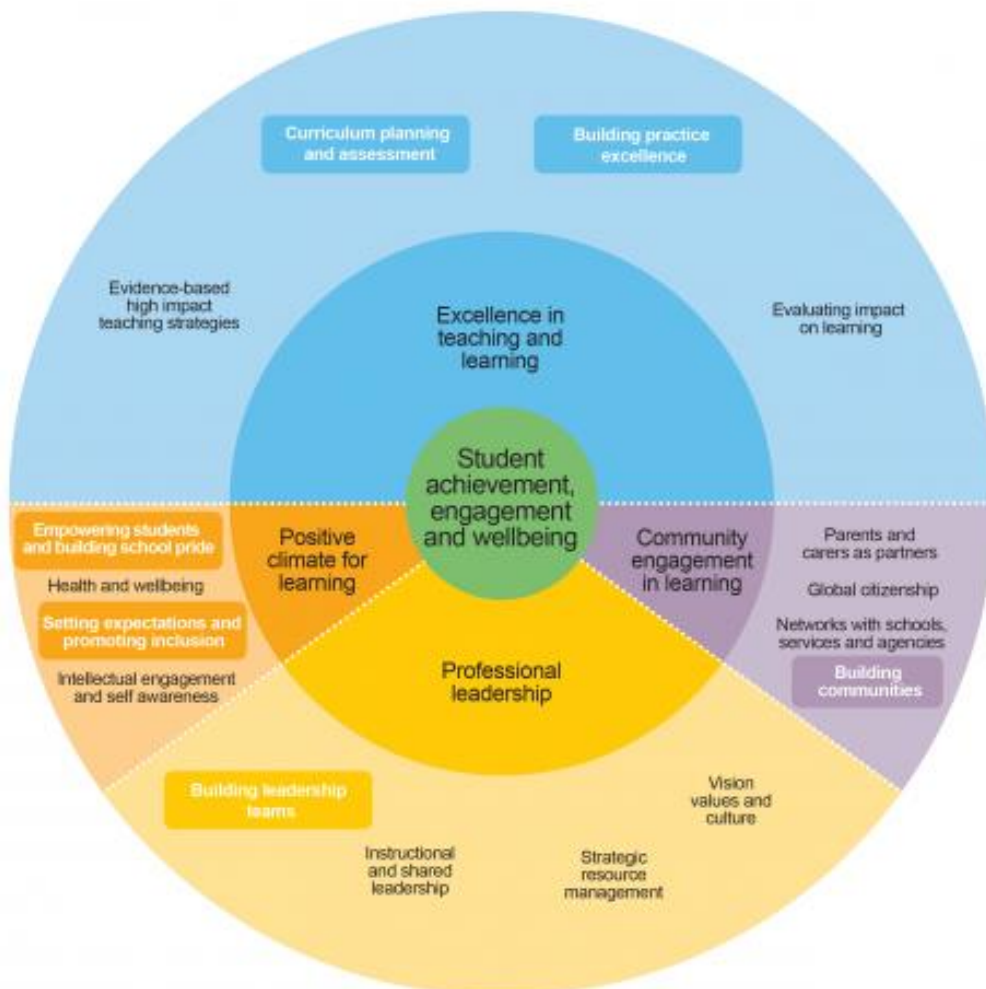 Curriculum planning
and assessment
Building practice
excellence
Evidence-based
high impact
teaching strategies
Excellence in
teaching and
learning
Evaluating impact
on learning
Student
achievement,
engagement
and wellbeing
Empowering students
and building school pride
Health and wellbeing
Setting expectations and
promoting inclusion
Intellectual engagement
and self awareness
Positive
climate for
learning
Community
engagement
in learning
Parents and
carers as partners
Global citizenship
Networks with schools,
services and agencies
Building
communities
Professional
leadership
Building leadership
teams
Instructional
and shared
leadership
Strategic
resource
management
Vision
values and
culture